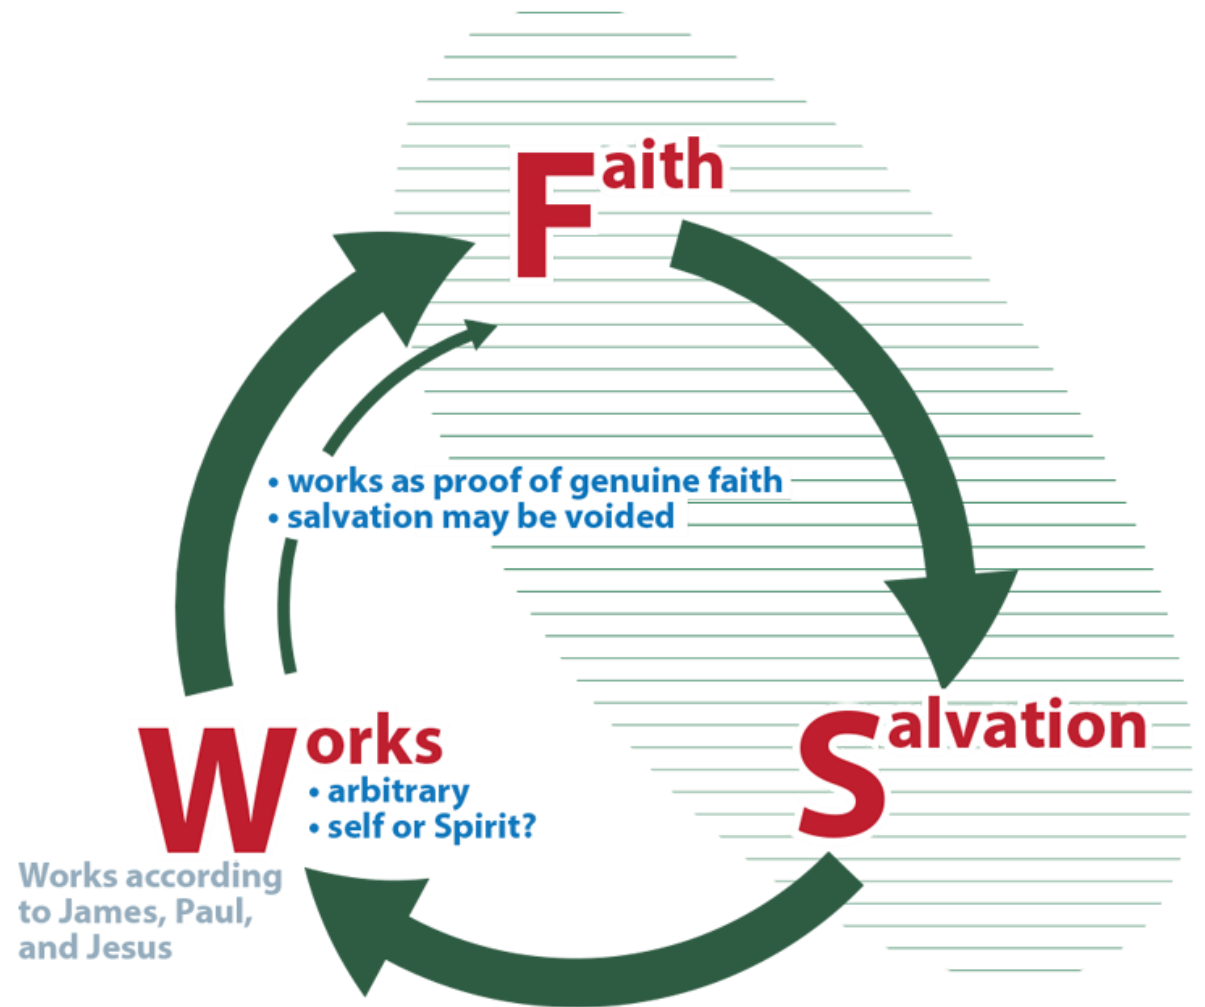 Faith
• works as proof of genuine faith
• salvation may be voided
Salvation
Works
• arbitrary
• self or Spirit?
Works according
to James, Paul,
and Jesus